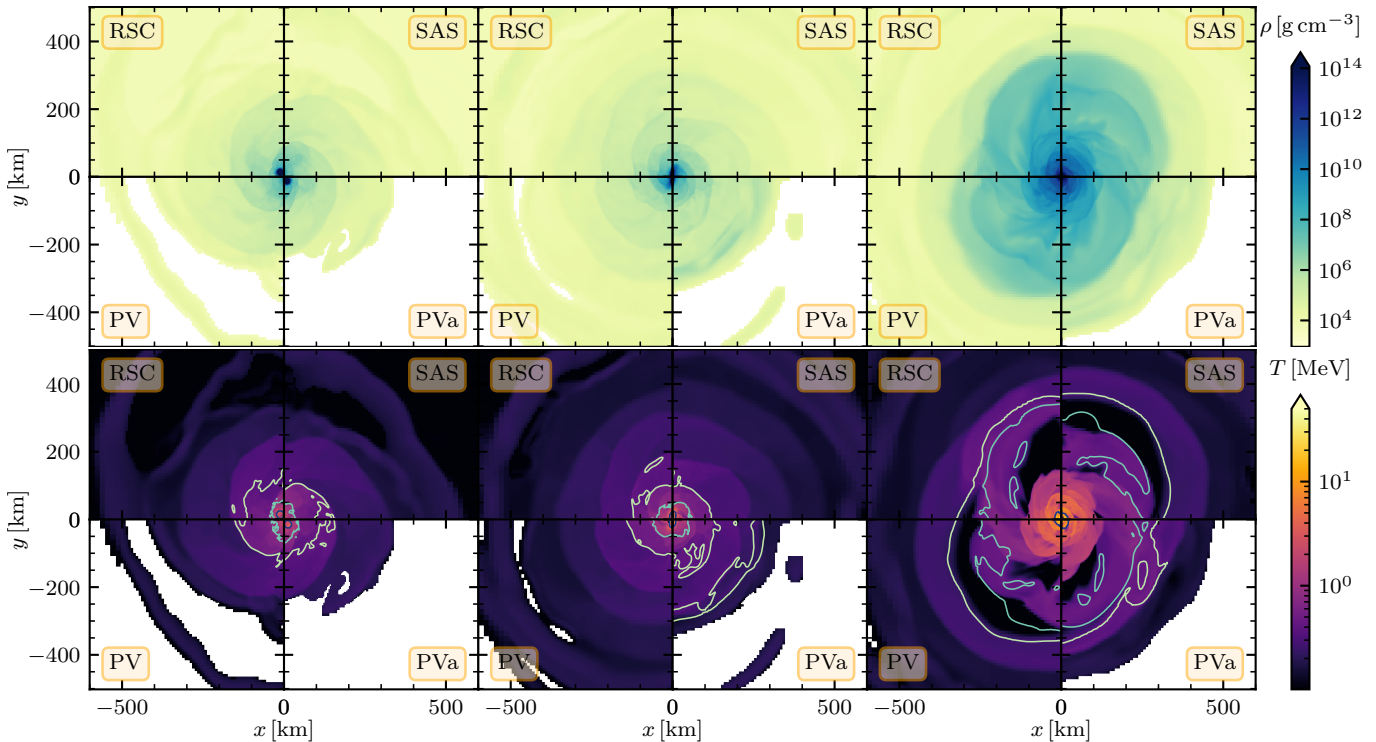 RSC SAS RSC SAS RSC SAS
ρ [g cm⁻³]
400
200
0
−200
−400
y [km]
10¹⁴
10¹²
10¹⁰
10⁸
10⁶
10⁴
PV PVa PV PVa PV PVa
RSC SAS RSC SAS RSC SAS
T [MeV]
400
200
0
−200
−400
y [km]
10¹
10⁰
PV PVa PV PVa PV PVa
−500 0 500 −500 0 500 −500 0 500
x [km] x [km] x [km]